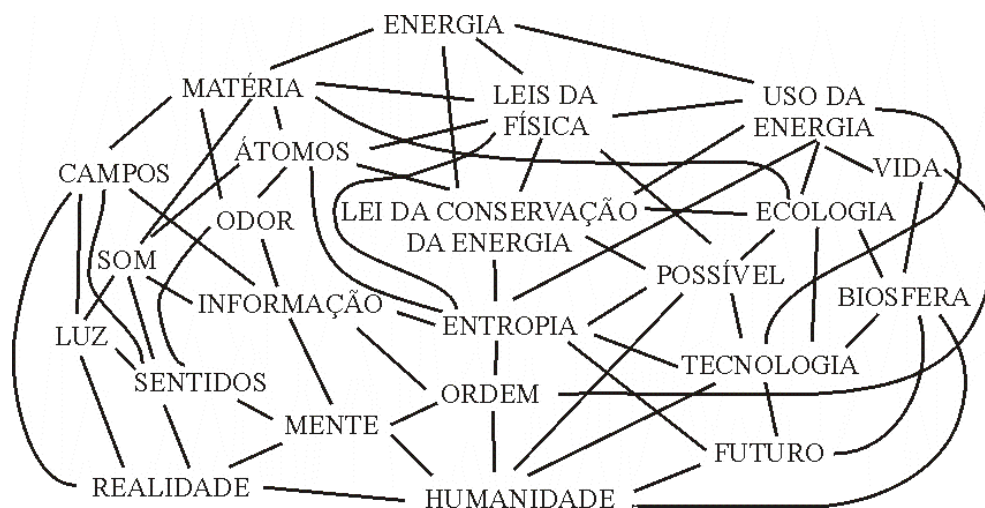 ENERGIA
MATÉRIA
LEIS DA
FÍSICA
USO DA
ENERGIA
ÁTOMOS
CAMPOS
VIDA
ODOR
LEI DA CONSERVAÇÃO
DA ENERGIA
ECOLOGIA
SOM
POSSÍVEL
INFORMAÇÃO
BIOSFERA
LUZ
ENTROPIA
SENTIDOS
TECNOLOGIA
ORDEM
MENTE
FUTURO
REALIDADE
HUMANIDADE